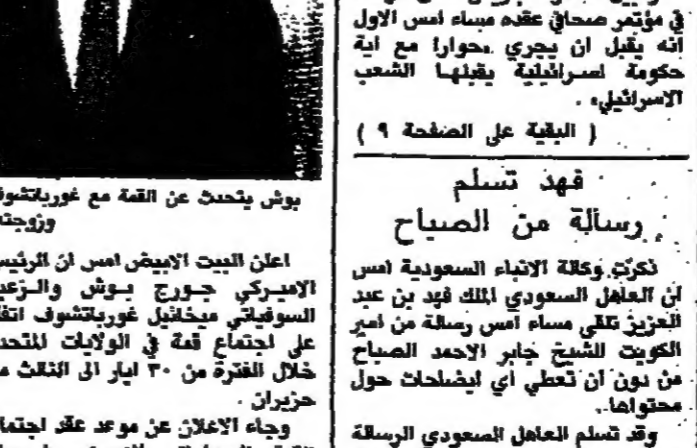 في مؤتمر صحافي عقده مساء امس الاول
إنه يقبل ان يجري «حوارا مع اية
حكومة اسرائيلية يقبلها الشعب
الاسرائيلي» .
( البقية على الصفحة ٩ )
فهد تسلم
رسالة من الصباح
ذكرت وكالة الانباء السعودية امس
ان العاهل السعودي الملك فهد بن عبد
العزيز تلقى مساء امس رسالة من امير
الكويت الشيخ جابر الاحمد الصباح
من دون ان تعطي اي ايضاحات حول
محتواها.
وقد تسلم العاهل السعودي الرسالة
بوش يتحدث عن القمة مع غورباتشوف
وزوجته
اعلن البيت الابيض امس ان الرئيس
الاميركي جورج بوش والزعيم
السوفياتي ميخائيل غورباتشوف اتفقا
على اجتماع قمة في الولايات المتحدة
خلال الفترة من ٣٠ ايار الى الثالث من
حزيران .
وجاء الاعلان عن موعد عقد اجتماع